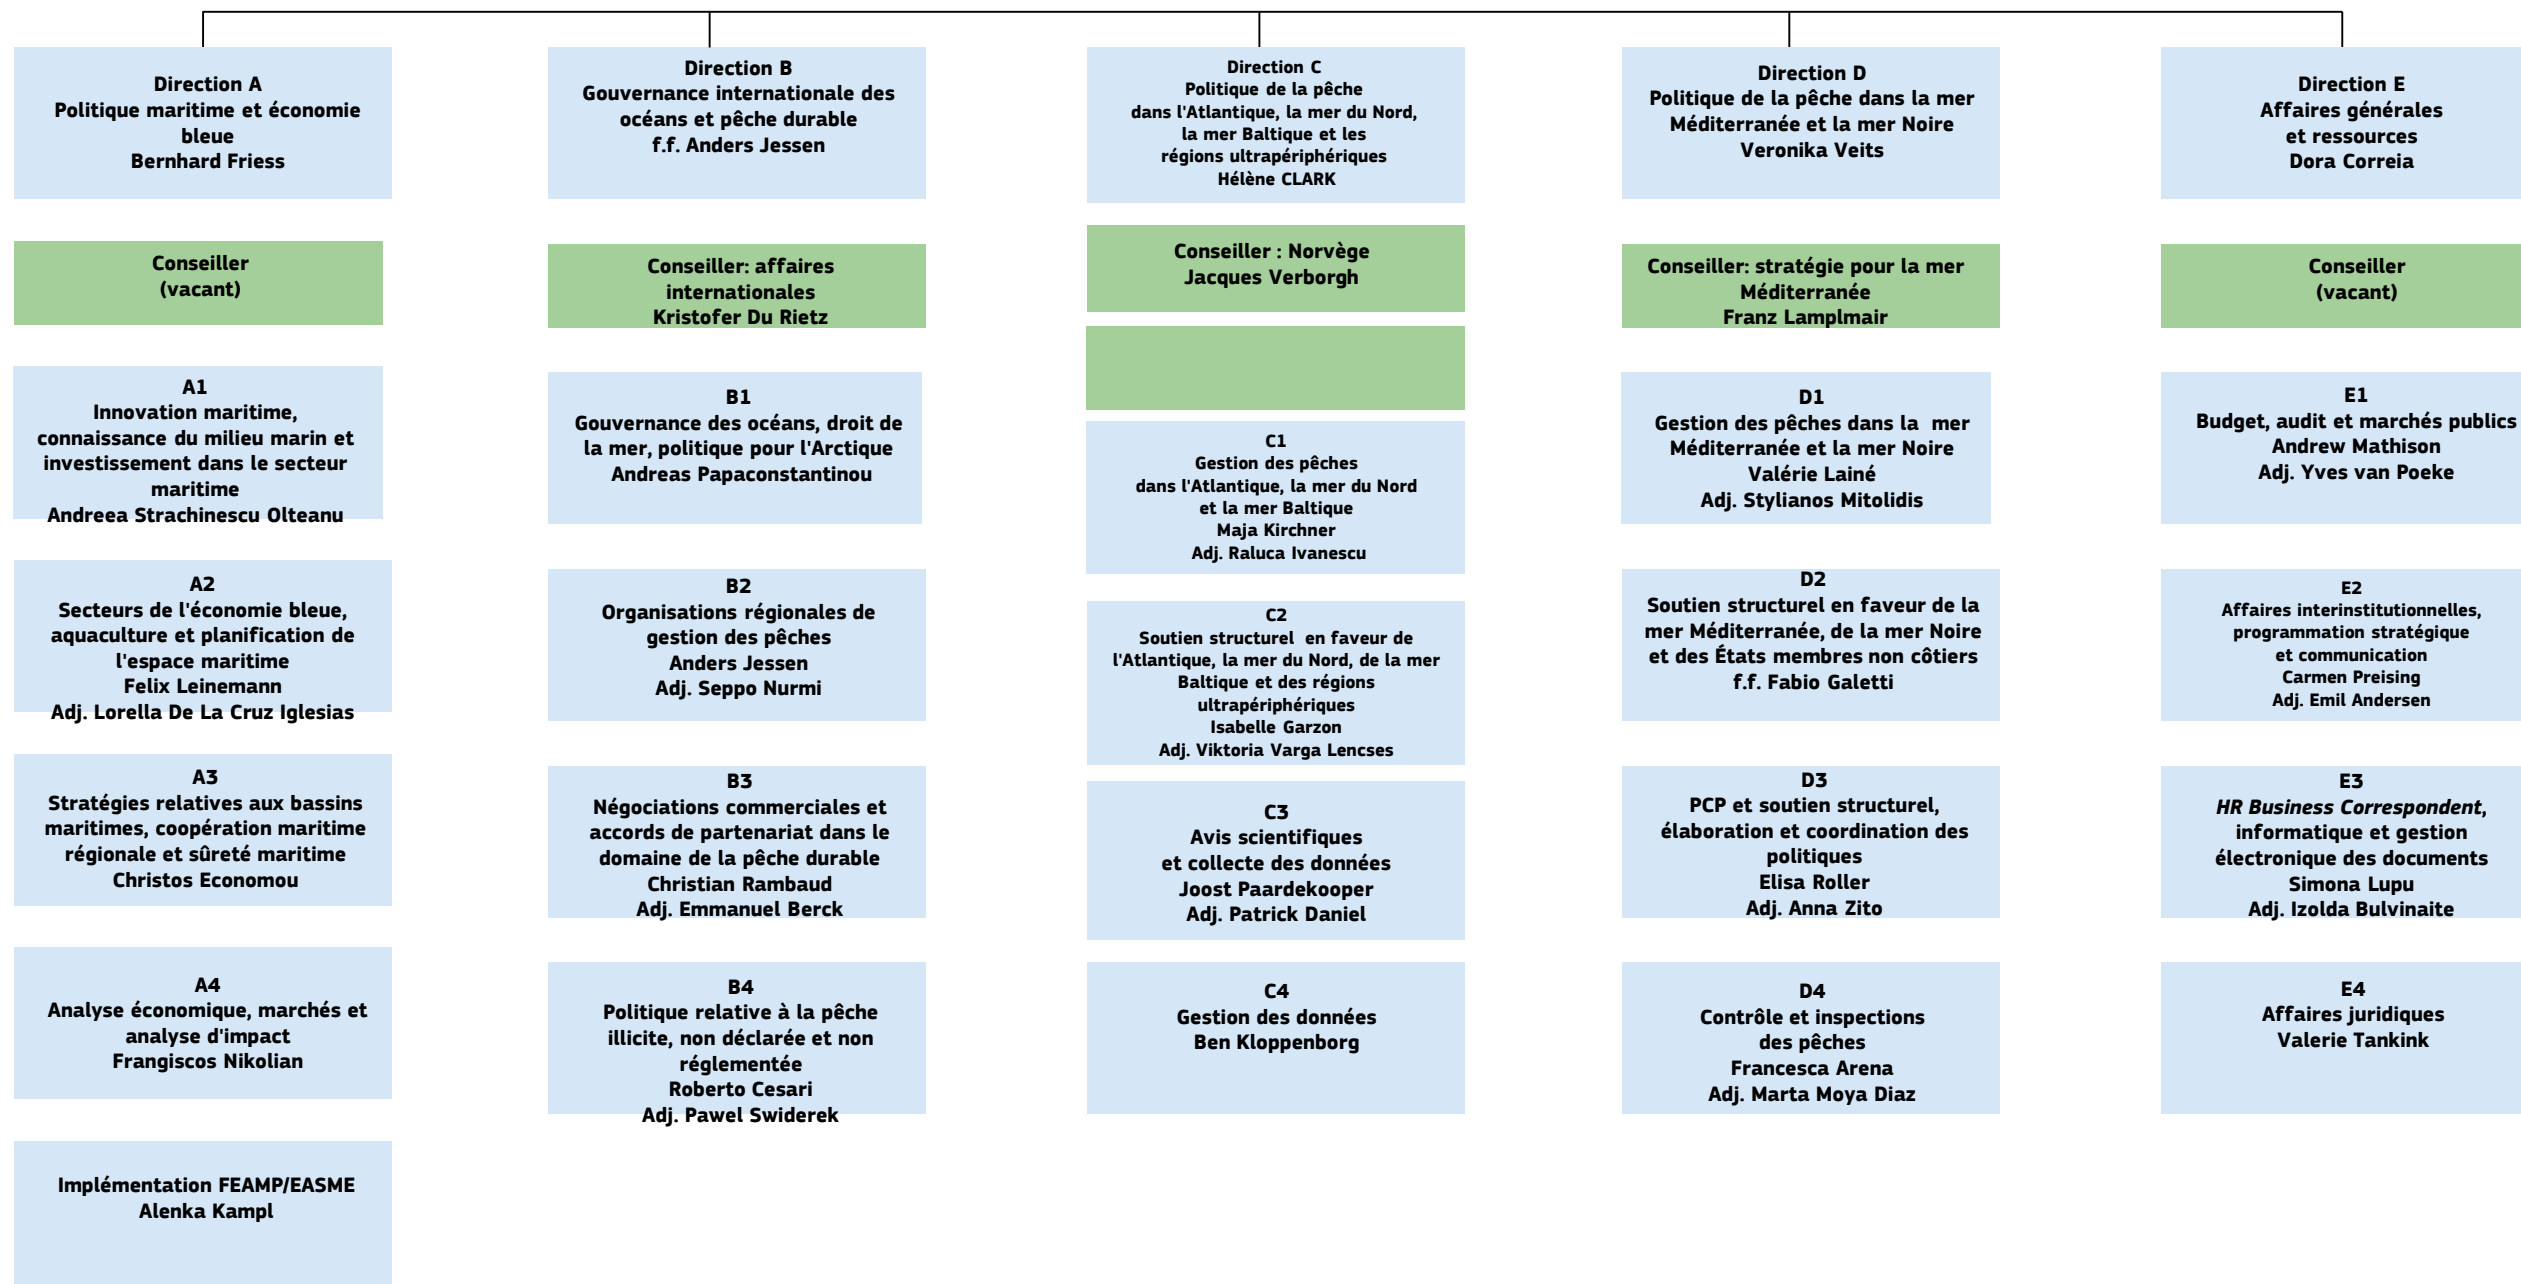 Direction A
Politique maritime et économie
bleue
Bernhard Friess
Conseiller
(vacant)
A1
Innovation maritime,
connaissance du milieu marin et
investissement dans le secteur
maritime
Andreea Strachinescu Olteanu
A2
Secteurs de l'économie bleue,
aquaculture et planification de
l'espace maritime
Felix Leinemann
Adj. Lorella De La Cruz Iglesias
A3
Stratégies relatives aux bassins
maritimes, coopération maritime
régionale et sûreté maritime
Christos Economou
A4
Analyse économique, marchés et
analyse d'impact
Frangiscos Nikolian
Implémentation FEAMP/EASME
Alenka Kampl
Direction B
Gouvernance internationale des
océans et pêche durable
f.f. Anders Jessen
Conseiller: affaires
internationales
Kristofer Du Rietz
B1
Gouvernance des océans, droit de
la mer, politique pour l'Arctique
Andreas Papaconstantinou
B2
Organisations régionales de
gestion des pêches
Anders Jessen
Adj. Seppo Nurmi
B3
Négociations commerciales et
accords de partenariat dans le
domaine de la pêche durable
Christian Rambaud
Adj. Emmanuel Berck
B4
Politique relative à la pêche
illicite, non déclarée et non
réglementée
Roberto Cesari
Adj. Pawel Swiderek
Direction C
Politique de la pêche
dans l'Atlantique, la mer du Nord,
la mer Baltique et les
régions ultrapériphériques
Hélène CLARK
Conseiller : Norvège
Jacques Verborgh
C1
Gestion des pêches
dans l'Atlantique, la mer du Nord
et la mer Baltique
Maja Kirchner
Adj. Raluca Ivanescu
C2
Soutien structurel en faveur de
l'Atlantique, la mer du Nord, de la mer
Baltique et des régions
ultrapériphériques
Isabelle Garzon
Adj. Viktoria Varga Lencses
C3
Avis scientifiques
et collecte des données
Joost Paardekooper
Adj. Patrick Daniel
C4
Gestion des données
Ben Kloppenborg
Direction D
Politique de la pêche dans la mer
Méditerranée et la mer Noire
Veronika Veits
Conseiller: stratégie pour la mer
Méditerranée
Franz Lamplmair
D1
Gestion des pêches dans la mer
Méditerranée et la mer Noire
Valérie Lainé
Adj. Stylianos Mitolidis
D2
Soutien structurel en faveur de la
mer Méditerranée, de la mer Noire
et des États membres non côtiers
f.f. Fabio Galetti
D3
PCP et soutien structurel,
élaboration et coordination des
politiques
Elisa Roller
Adj. Anna Zito
D4
Contrôle et inspections
des pêches
Francesca Arena
Adj. Marta Moya Diaz
Direction E
Affaires générales
et ressources
Dora Correia
Conseiller
(vacant)
E1
Budget, audit et marchés publics
Andrew Mathison
Adj. Yves van Poeke
E2
Affaires interinstitutionnelles,
programmation stratégique
et communication
Carmen Preising
Adj. Emil Andersen
E3
HR Business Correspondent,
informatique et gestion
électronique des documents
Simona Lupu
Adj. Izolda Bulvinaite
E4
Affaires juridiques
Valerie Tankink